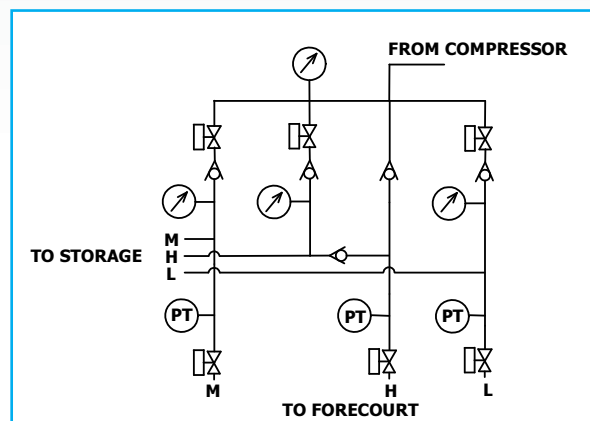 FROM COMPRESSOR
M
TO STORAGE H
L
PT PT PT
M H L
TO FORECOURT